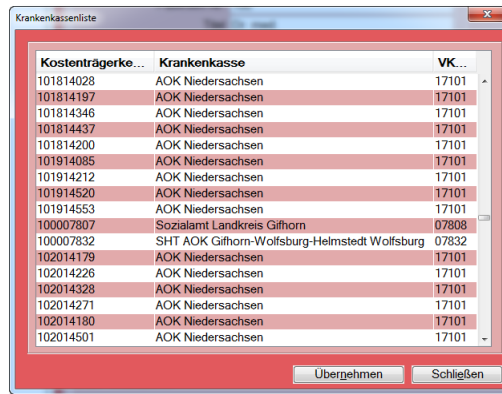 Krankenkassenliste
Kostenträgerke... Krankenkasse VK...
101814028 AOK Niedersachsen 17101
101814197 AOK Niedersachsen 17101
101814346 AOK Niedersachsen 17101
101814437 AOK Niedersachsen 17101
101814200 AOK Niedersachsen 17101
101914085 AOK Niedersachsen 17101
101914212 AOK Niedersachsen 17101
101914520 AOK Niedersachsen 17101
101914553 AOK Niedersachsen 17101
100007807 Sozialamt Landkreis Gifhorn 07808
100007832 SHT AOK Gifhorn-Wolfsburg-Helmstedt Wolfsburg 07832
102014179 AOK Niedersachsen 17101
102014226 AOK Niedersachsen 17101
102014328 AOK Niedersachsen 17101
102014271 AOK Niedersachsen 17101
102014180 AOK Niedersachsen 17101
102014501 AOK Niedersachsen 17101
Übernehmen Schließen